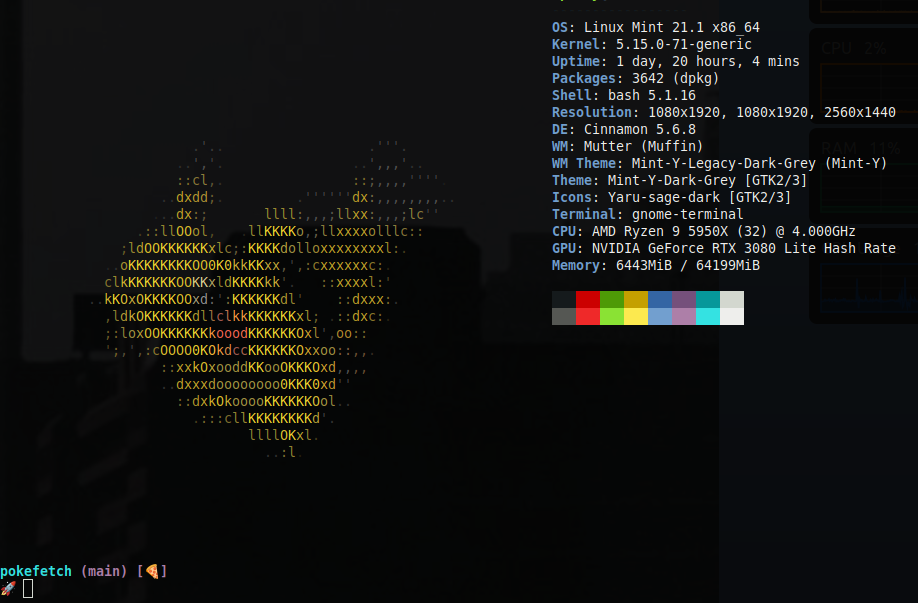 OS: Linux Mint 21.1 x86_64
Kernel: 5.15.0-71-generic
Uptime: 1 day, 20 hours, 4 mins
CPU 2%
Packages: 3642 (dpkg)
Shell: bash 5.1.16
Resolution: 1080x1920, 1080x1920, 2560x1440
DE: Cinnamon 5.6.8
WM: Mutter (Muffin)
RAM 11%
WM Theme: Mint-Y-Legacy-Dark-Grey (Mint-Y)
Theme: Mint-Y-Dark-Grey [GTK2/3]
Icons: Yaru-sage-dark [GTK2/3]
Terminal: gnome-terminal
CPU: AMD Ryzen 9 5950X (32) @ 4.000GHz
GPU: NVIDIA GeForce RTX 3080 Lite Hash Rate
Memory: 6443MiB / 64199MiB
pokefetch (main) [🍕]
🚀